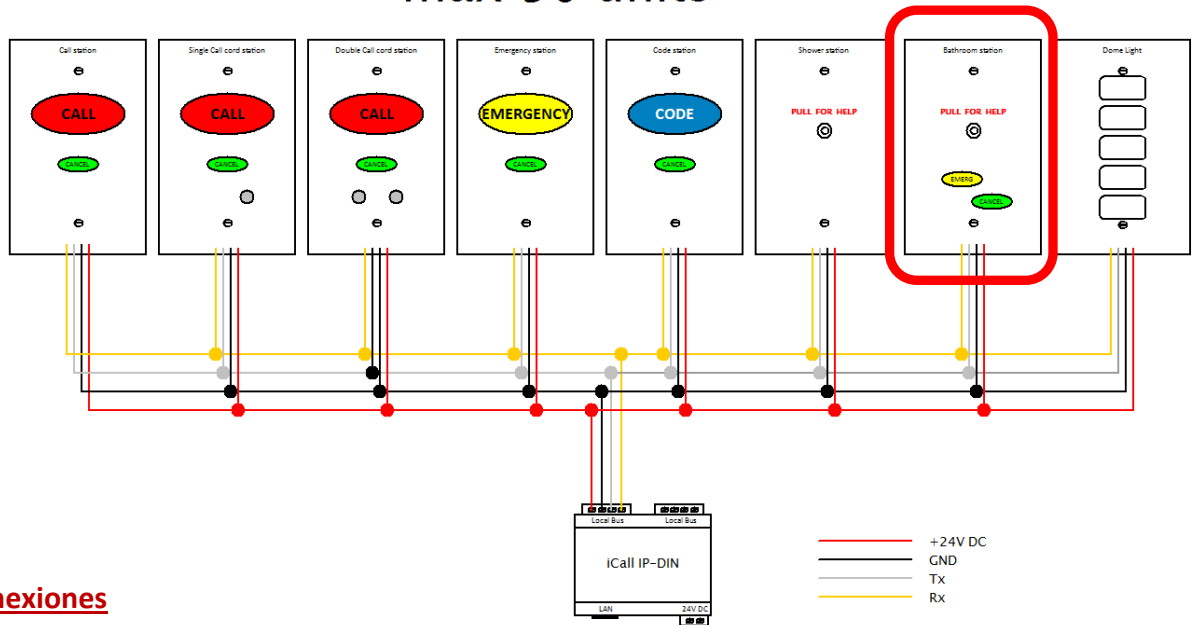 Call station
Single Call cord station
Double Call cord station
Emergency station
Code station
Shower station
Bathroom station
Dome Light
CALL
CALL
CALL
EMERGENCY
CODE
PULL FOR HELP
PULL FOR HELP
CANCEL
CANCEL
CANCEL
CANCEL
CANCEL
EMERG
CANCEL
Local Bus
Local Bus
iCall IP-DIN
LAN
24V DC
+24V DC
GND
Tx
Rx
nexiones